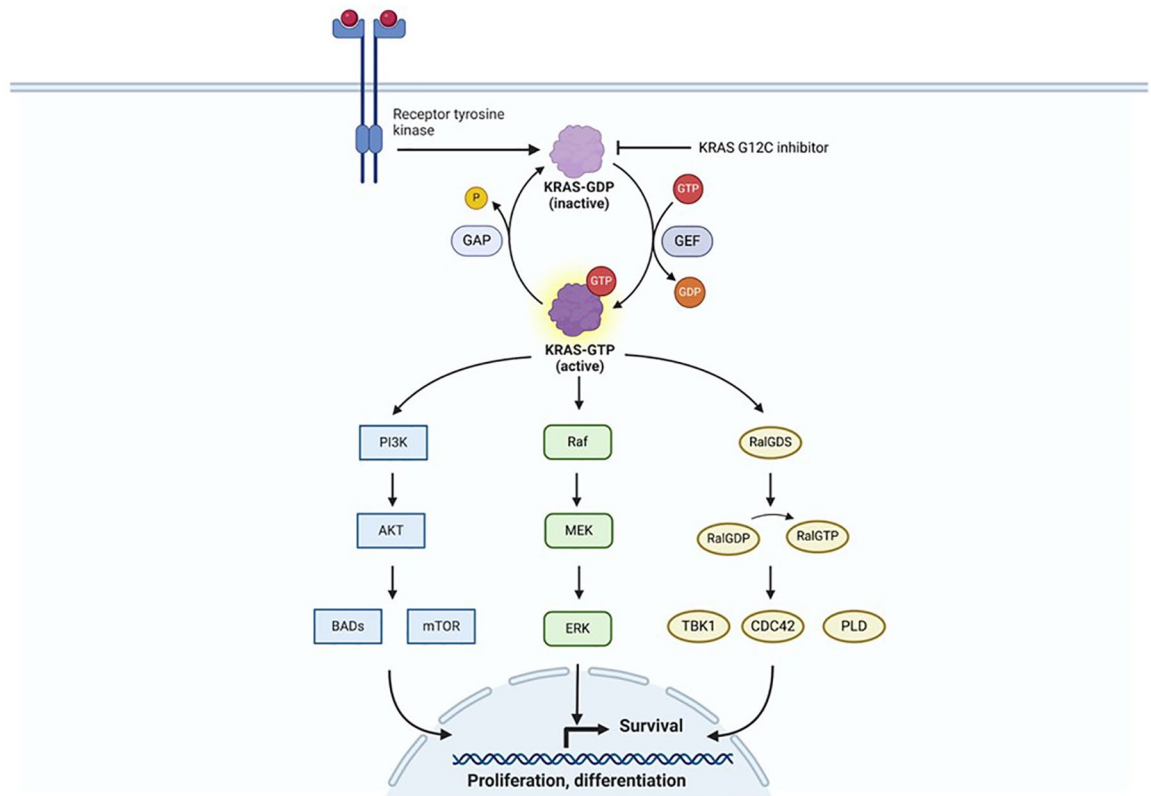 Receptor tyrosine
kinase
KRAS G12C inhibitor
KRAS-GDP
(inactive)
P
GTP
GAP
GEF
GTP
GDP
KRAS-GTP
(active)
PI3K
Raf
RalGDS
AKT
MEK
RalGDP
RalGTP
BADs
mTOR
ERK
TBK1
CDC42
PLD
Survival
Proliferation, differentiation